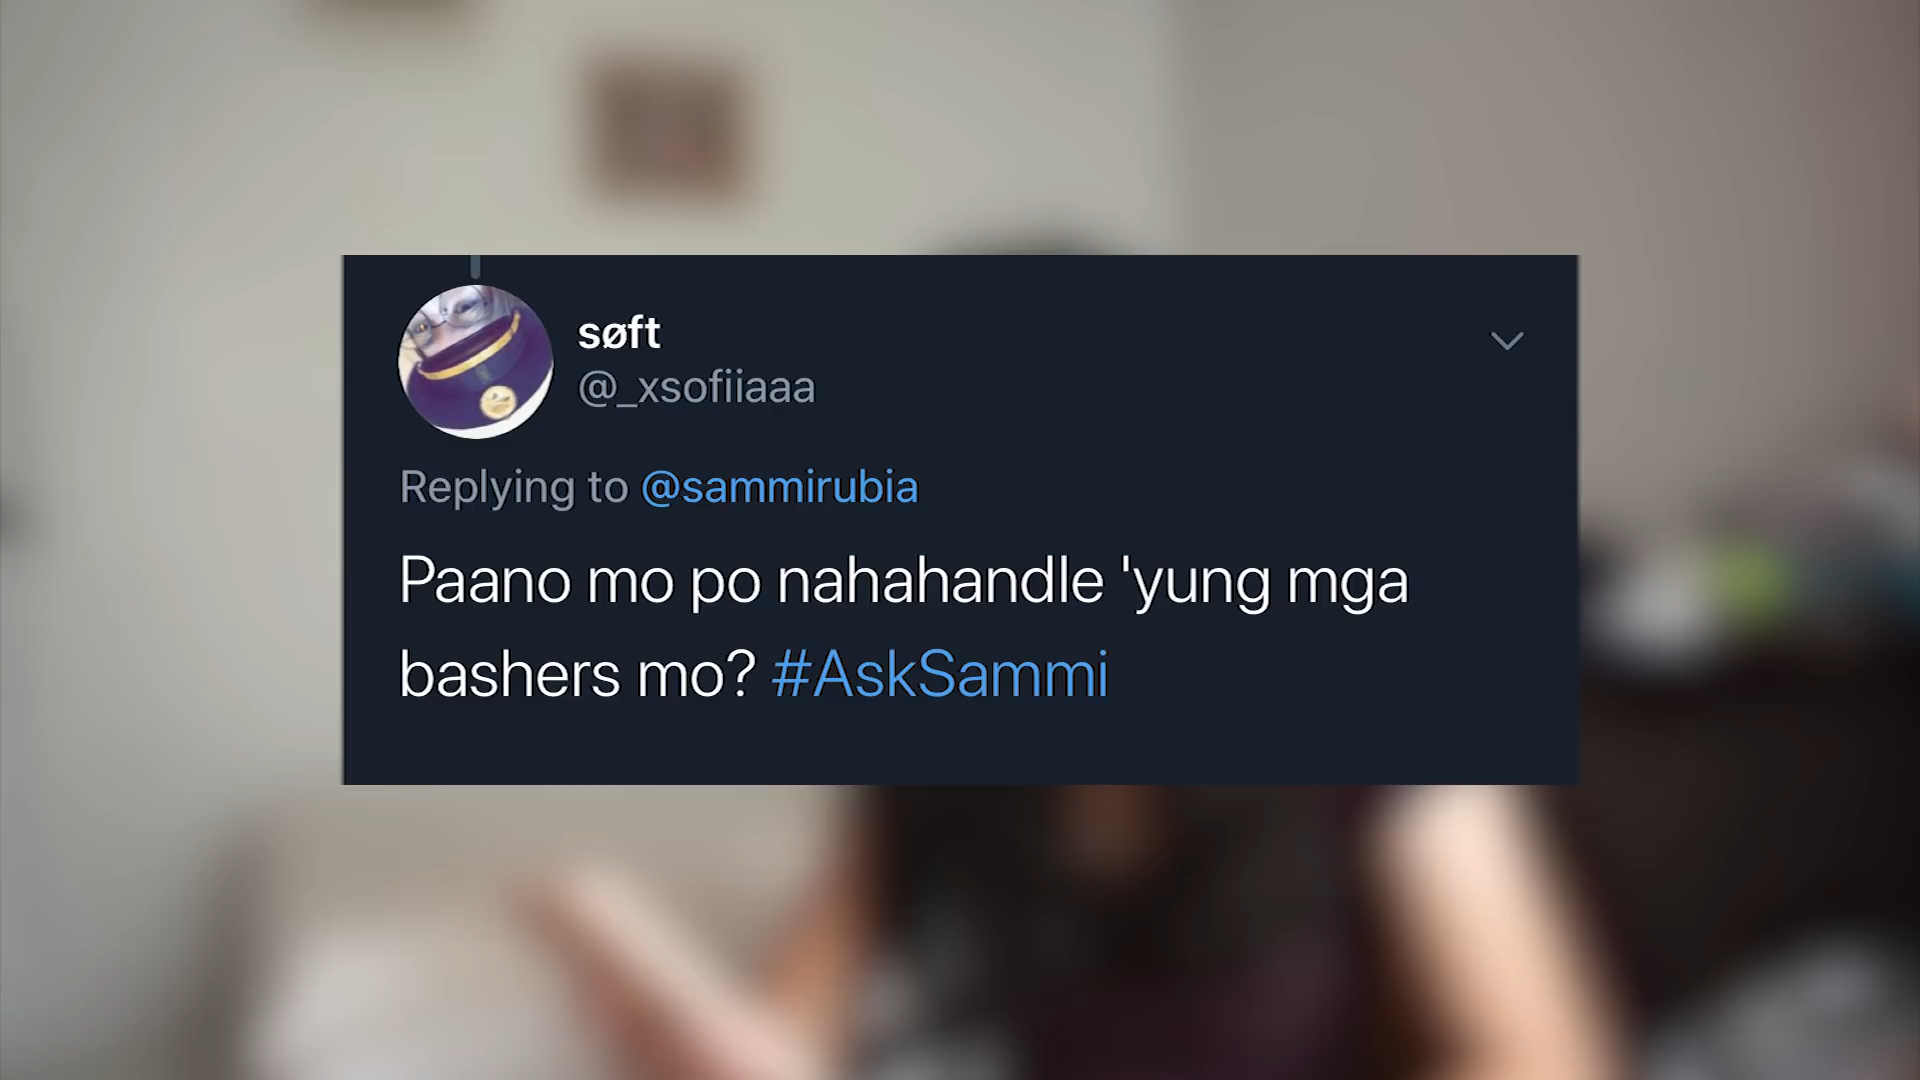 søft
@_xsofiiaaa
Replying to @sammirubia
Paano mo po nahahandle 'yung mga
bashers mo? #AskSammi